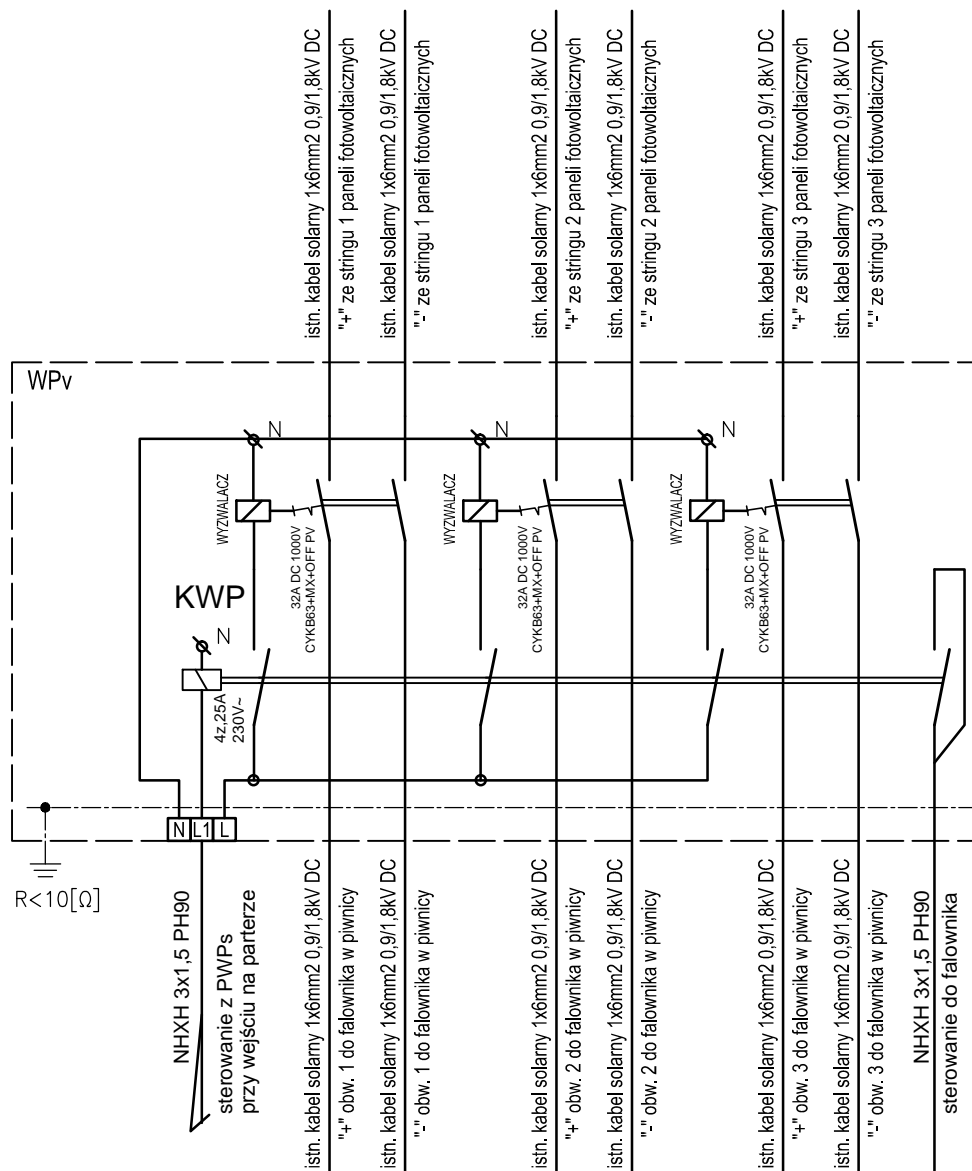 istn. kabel solarny 1x6mm2 0,9/1,8kV DC
"+" ze stringu 1 paneli fotowoltaicznych
istn. kabel solarny 1x6mm2 0,9/1,8kV DC
"-" ze stringu 1 paneli fotowoltaicznych
istn. kabel solarny 1x6mm2 0,9/1,8kV DC
"+" ze stringu 2 paneli fotowoltaicznych
istn. kabel solarny 1x6mm2 0,9/1,8kV DC
"-" ze stringu 2 paneli fotowoltaicznych
istn. kabel solarny 1x6mm2 0,9/1,8kV DC
"+" ze stringu 3 paneli fotowoltaicznych
istn. kabel solarny 1x6mm2 0,9/1,8kV DC
"-" ze stringu 3 paneli fotowoltaicznych
WPv
N
N
N
WYZWALACZ
32A DC 1000V
CYKB63+MX+OFF PV
WYZWALACZ
32A DC 1000V
CYKB63+MX+OFF PV
WYZWALACZ
32A DC 1000V
CYKB63+MX+OFF PV
KWP
N
4z,25A
230V~
N L1 L
R<10[Ω]
NHXH 3x1,5 PH90
sterowanie z PWPs
przy wejściu na parterze
istn. kabel solarny 1x6mm2 0,9/1,8kV DC
"+" obw. 1 do falownika w piwnicy
istn. kabel solarny 1x6mm2 0,9/1,8kV DC
"-" obw. 1 do falownika w piwnicy
istn. kabel solarny 1x6mm2 0,9/1,8kV DC
"+" obw. 2 do falownika w piwnicy
istn. kabel solarny 1x6mm2 0,9/1,8kV DC
"-" obw. 2 do falownika w piwnicy
istn. kabel solarny 1x6mm2 0,9/1,8kV DC
"+" obw. 3 do falownika w piwnicy
istn. kabel solarny 1x6mm2 0,9/1,8kV DC
"-" obw. 3 do falownika w piwnicy
NHXH 3x1,5 PH90
sterowanie do falownika